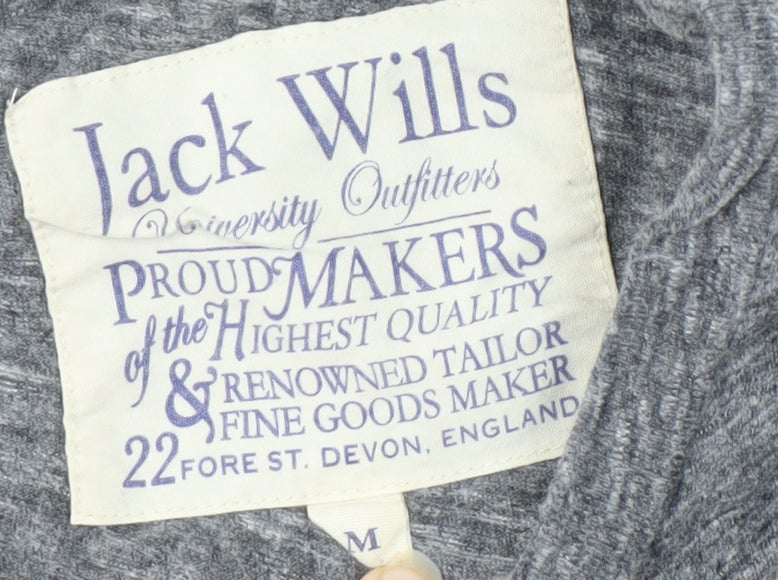 Jack Wills
University Outfitters
PROUD MAKERS
of the HIGHEST QUALITY
& RENOWNED TAILOR
FINE GOODS MAKER
22 FORE ST. DEVON, ENGLAND
M